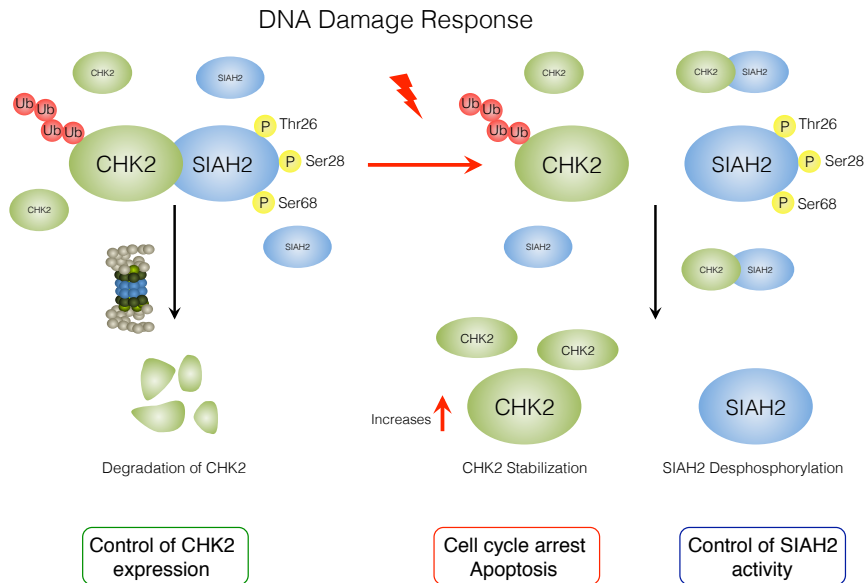 DNA Damage Response
CHK2
SIAH2
Ub
Ub
Ub
Ub
CHK2
SIAH2
P
Thr26
P
Ser28
P
Ser68
CHK2
SIAH2
CHK2
SIAH2
CHK2
Ub
Ub
Ub
Ub
CHK2
SIAH2
P
Thr26
P
Ser28
P
Ser68
SIAH2
CHK2
SIAH2
Degradation of CHK2
CHK2
CHK2
CHK2
Increases
SIAH2
CHK2 Stabilization
SIAH2 Desphosphorylation
Control of CHK2
expression
Cell cycle arrest
Apoptosis
Control of SIAH2
activity